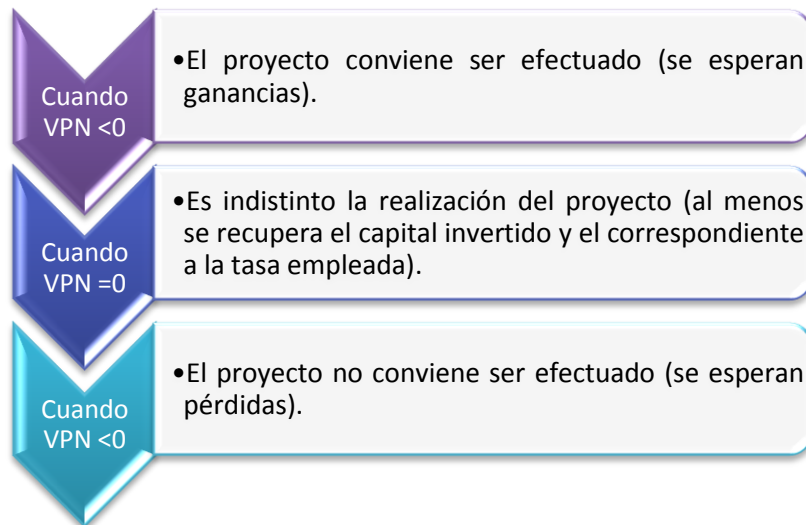 Cuando
VPN <0
•El proyecto conviene ser efectuado (se esperan
ganancias).
Cuando
VPN =0
•Es indistinto la realización del proyecto (al menos
se recupera el capital invertido y el correspondiente
a la tasa empleada).
Cuando
VPN <0
•El proyecto no conviene ser efectuado (se esperan
pérdidas).